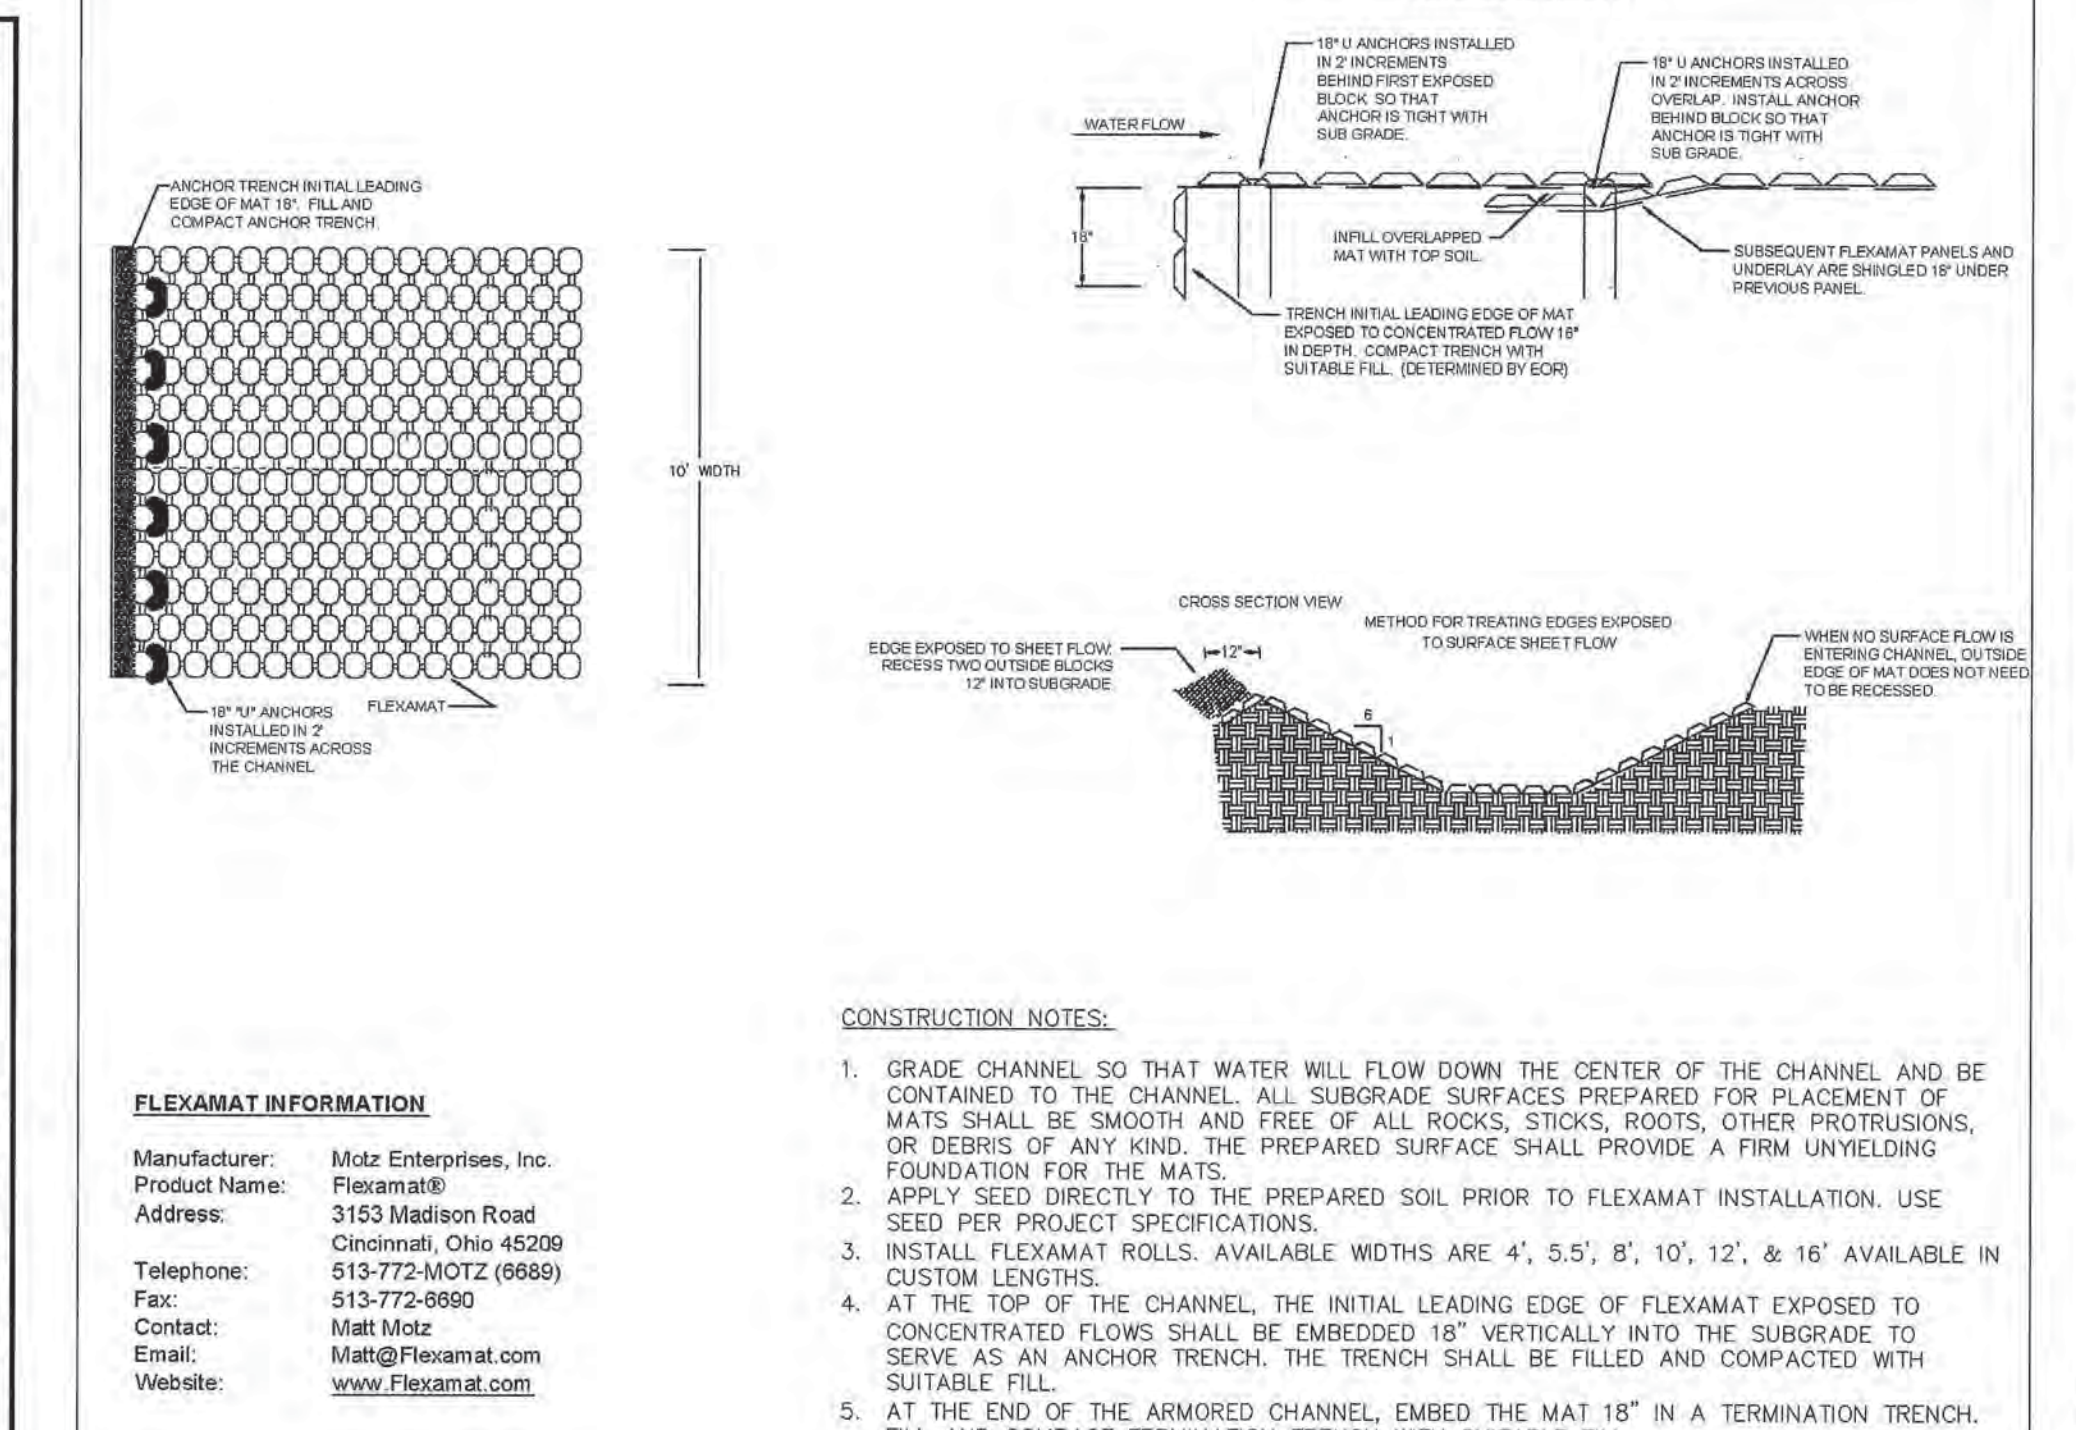 ANCHOR TRENCH INITIAL LEADING
EDGE OF MAT 18". FILL AND
COMPACT ANCHOR TRENCH.
10' WIDTH
18" "U" ANCHORS
INSTALLED IN 2'
INCREMENTS ACROSS
THE CHANNEL
FLEXAMAT
18" U ANCHORS INSTALLED
IN 2' INCREMENTS
BEHIND FIRST EXPOSED
BLOCK SO THAT
ANCHOR IS TIGHT WITH
SUB GRADE.
18" U ANCHORS INSTALLED
IN 2' INCREMENTS ACROSS
OVERLAP. INSTALL ANCHOR
BEHIND BLOCK SO THAT
ANCHOR IS TIGHT WITH
SUB GRADE.
WATER FLOW
18"
INFILL OVERLAPPED
MAT WITH TOP SOIL.
SUBSEQUENT FLEXAMAT PANELS AND
UNDERLAY ARE SHINGLED 18" UNDER
PREVIOUS PANEL.
TRENCH INITIAL LEADING EDGE OF MAT
EXPOSED TO CONCENTRATED FLOW 18"
IN DEPTH. COMPACT TRENCH WITH
SUITABLE FILL. (DETERMINED BY EOR)
CROSS SECTION VIEW
METHOD FOR TREATING EDGES EXPOSED
TO SURFACE SHEET FLOW
EDGE EXPOSED TO SHEET FLOW.
RECESS TWO OUTSIDE BLOCKS
12" INTO SUBGRADE.
12"
6
1
WHEN NO SURFACE FLOW IS
ENTERING CHANNEL, OUTSIDE
EDGE OF MAT DOES NOT NEED
TO BE RECESSED.
FLEXAMAT INFORMATION
Manufacturer: Motz Enterprises, Inc.
Product Name: Flexamat®
Address: 3153 Madison Road
Cincinnati, Ohio 45209
Telephone: 513-772-MOTZ (6689)
Fax: 513-772-6690
Contact: Matt Motz
Email: Matt@Flexamat.com
Website: www.Flexamat.com
CONSTRUCTION NOTES:
1. GRADE CHANNEL SO THAT WATER WILL FLOW DOWN THE CENTER OF THE CHANNEL AND BE
CONTAINED TO THE CHANNEL. ALL SUBGRADE SURFACES PREPARED FOR PLACEMENT OF
MATS SHALL BE SMOOTH AND FREE OF ALL ROCKS, STICKS, ROOTS, OTHER PROTRUSIONS,
OR DEBRIS OF ANY KIND. THE PREPARED SURFACE SHALL PROVIDE A FIRM UNYIELDING
FOUNDATION FOR THE MATS.
2. APPLY SEED DIRECTLY TO THE PREPARED SOIL PRIOR TO FLEXAMAT INSTALLATION. USE
SEED PER PROJECT SPECIFICATIONS.
3. INSTALL FLEXAMAT ROLLS. AVAILABLE WIDTHS ARE 4', 5.5', 8', 10', 12', & 16' AVAILABLE IN
CUSTOM LENGTHS.
4. AT THE TOP OF THE CHANNEL, THE INITIAL LEADING EDGE OF FLEXAMAT EXPOSED TO
CONCENTRATED FLOWS SHALL BE EMBEDDED 18" VERTICALLY INTO THE SUBGRADE TO
SERVE AS AN ANCHOR TRENCH. THE TRENCH SHALL BE FILLED AND COMPACTED WITH
SUITABLE FILL.
5. AT THE END OF THE ARMORED CHANNEL, EMBED THE MAT 18" IN A TERMINATION TRENCH.